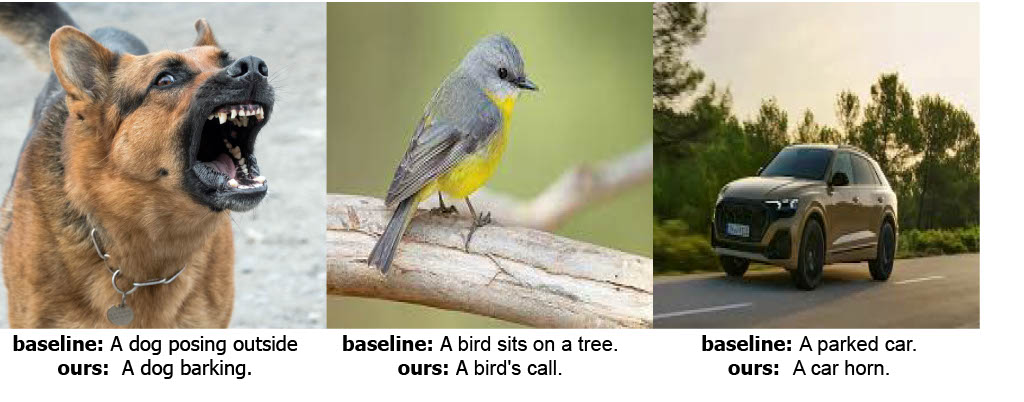 baseline: A dog posing outside
ours: A dog barking.
baseline: A bird sits on a tree.
ours: A bird's call.
baseline: A parked car.
ours: A car horn.